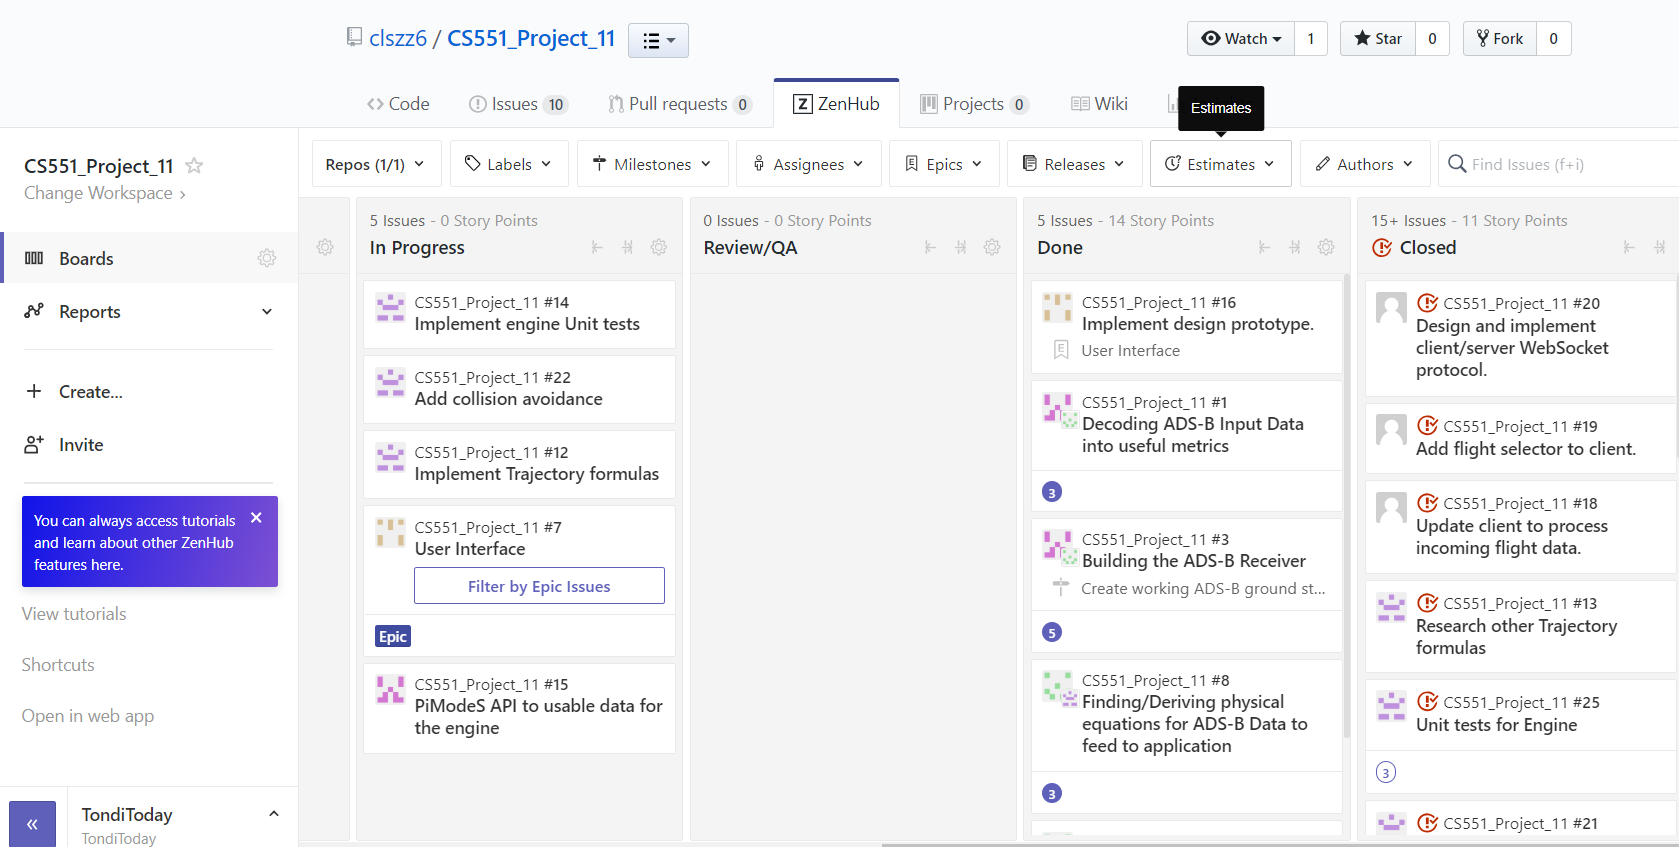 clszz6 / CS551_Project_11
Watch 1
Star 0
Fork 0
Code
Issues 10
Pull requests 0
ZenHub
Projects 0
Wiki
Estimates
CS551_Project_11
Change Workspace
Boards
Reports
Create...
Invite
You can always access tutorials
and learn about other ZenHub
features here.
View tutorials
Shortcuts
Open in web app
TondiToday
TondiToday
Repos (1/1)
Labels
Milestones
Assignees
Epics
Releases
Estimates
Authors
Find Issues (f+i)
5 Issues - 0 Story Points
In Progress
CS551_Project_11 #14
Implement engine Unit tests
CS551_Project_11 #22
Add collision avoidance
CS551_Project_11 #12
Implement Trajectory formulas
CS551_Project_11 #7
User Interface
Filter by Epic Issues
Epic
CS551_Project_11 #15
PiModeS API to usable data for
the engine
0 Issues - 0 Story Points
Review/QA
5 Issues - 14 Story Points
Done
CS551_Project_11 #16
Implement design prototype.
User Interface
CS551_Project_11 #1
Decoding ADS-B Input Data
into useful metrics
3
CS551_Project_11 #3
Building the ADS-B Receiver
Create working ADS-B ground st...
5
CS551_Project_11 #8
Finding/Deriving physical
equations for ADS-B Data to
feed to application
3
15+ Issues - 11 Story Points
Closed
CS551_Project_11 #20
Design and implement
client/server WebSocket
protocol.
CS551_Project_11 #19
Add flight selector to client.
CS551_Project_11 #18
Update client to process
incoming flight data.
CS551_Project_11 #13
Research other Trajectory
formulas
CS551_Project_11 #25
Unit tests for Engine
3
CS551_Project_11 #21